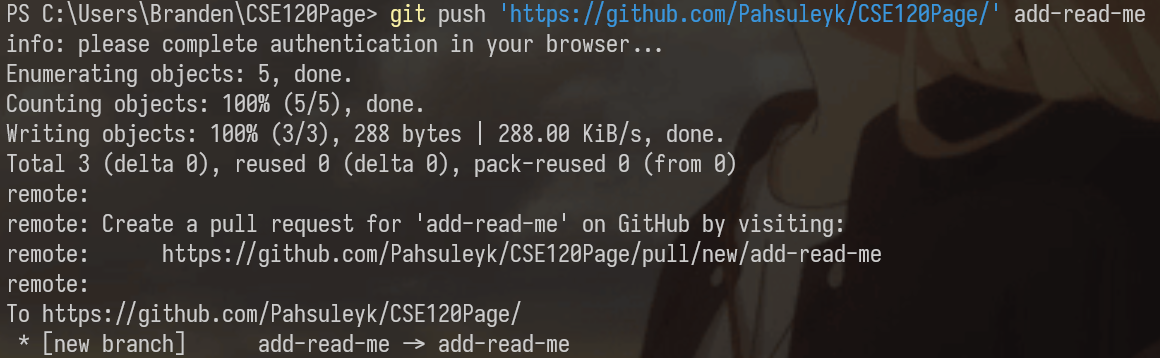 PS C:\Users\Branden\CSE120Page> git push 'https://github.com/Pahsuleyk/CSE120Page/' add-read-me
info: please complete authentication in your browser...
Enumerating objects: 5, done.
Counting objects: 100% (5/5), done.
Writing objects: 100% (3/3), 288 bytes | 288.00 KiB/s, done.
Total 3 (delta 0), reused 0 (delta 0), pack-reused 0 (from 0)
remote:
remote: Create a pull request for 'add-read-me' on GitHub by visiting:
remote:      https://github.com/Pahsuleyk/CSE120Page/pull/new/add-read-me
remote:
To https://github.com/Pahsuleyk/CSE120Page/
 * [new branch]      add-read-me -> add-read-me